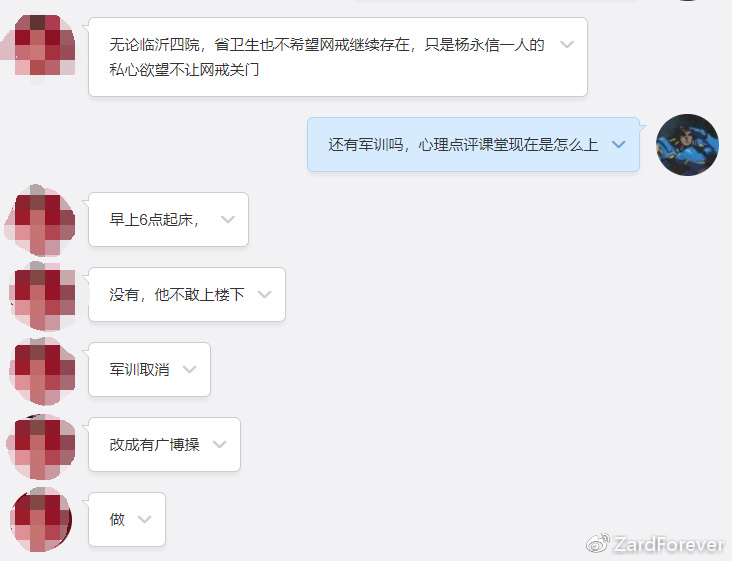 无论临沂四院，省卫生也不希望网戒继续存在，只是杨永信一人的
私心欲望不让网戒关门
还有军训吗，心理点评课堂现在是怎么上
早上6点起床，
没有，他不敢上楼下
军训取消
改成有广博操
做
ZardForever